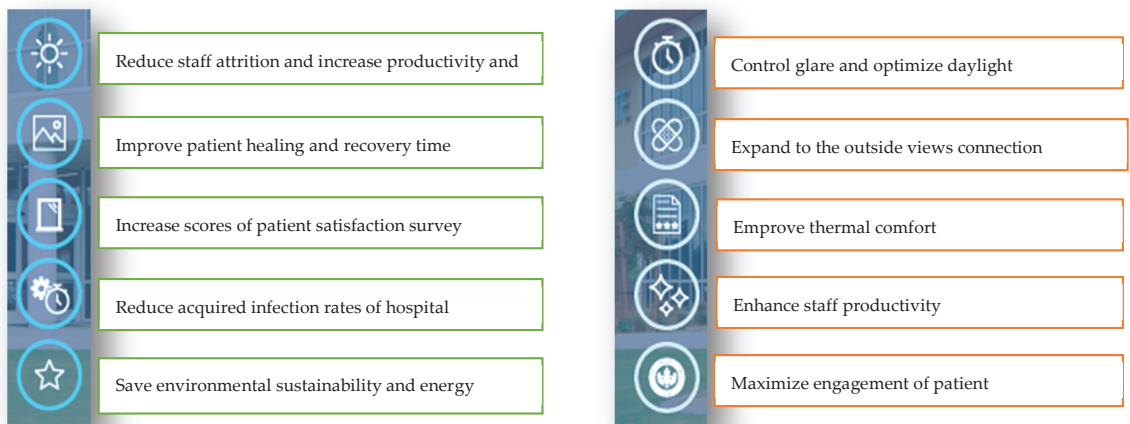 Reduce staff attrition and increase productivity and
Improve patient healing and recovery time
Increase scores of patient satisfaction survey
Reduce acquired infection rates of hospital
Save environmental sustainability and energy
Control glare and optimize daylight
Expand to the outside views connection
Emprove thermal comfort
Enhance staff productivity
Maximize engagement of patient